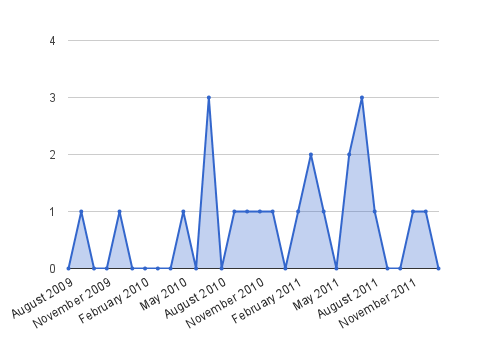 4
3
2
1
0
August 2009
November 2009
February 2010
May 2010
August 2010
November 2010
February 2011
May 2011
August 2011
November 2011